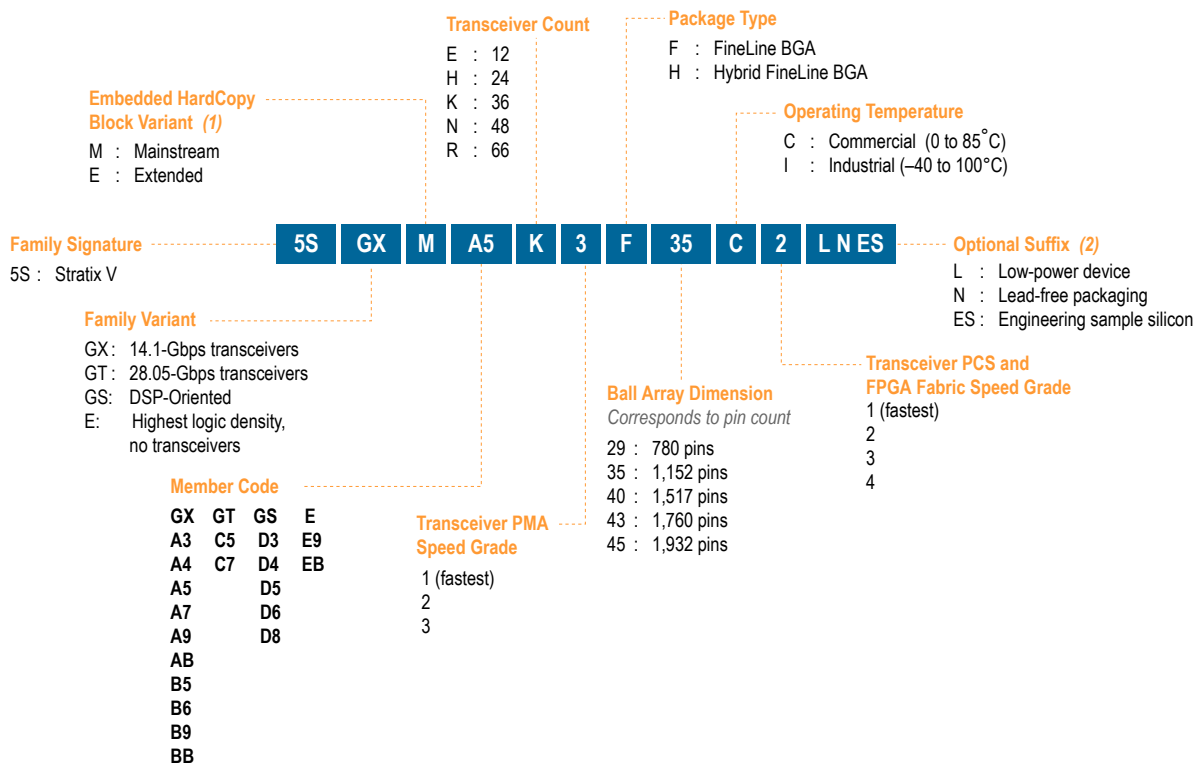 Transceiver Count
E : 12
H : 24
K : 36
N : 48
R : 66
Package Type
F : FineLine BGA
H : Hybrid FineLine BGA
Embedded HardCopy
Block Variant (1)
M : Mainstream
E : Extended
Operating Temperature
C : Commercial (0 to 85°C)
I : Industrial (–40 to 100°C)
Family Signature
5S : Stratix V
5S GX M A5 K 3 F 35 C 2 L N ES
Optional Suffix (2)
L : Low-power device
N : Lead-free packaging
ES : Engineering sample silicon
Family Variant
GX : 14.1-Gbps transceivers
GT : 28.05-Gbps transceivers
GS: DSP-Oriented
E: Highest logic density,
no transceivers
Member Code
GX GT GS E
A3 C5 D3 E9
A4 C7 D4 EB
A5 D5
A7 D6
A9 D8
AB
B5
B6
B9
BB
Transceiver PMA
Speed Grade
1 (fastest)
2
3
Ball Array Dimension
Corresponds to pin count
29 : 780 pins
35 : 1,152 pins
40 : 1,517 pins
43 : 1,760 pins
45 : 1,932 pins
Transceiver PCS and
FPGA Fabric Speed Grade
1 (fastest)
2
3
4